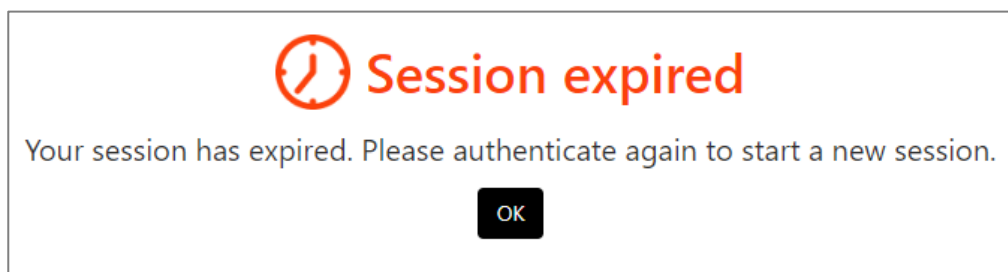 Session expired
Your session has expired. Please authenticate again to start a new session.
OK